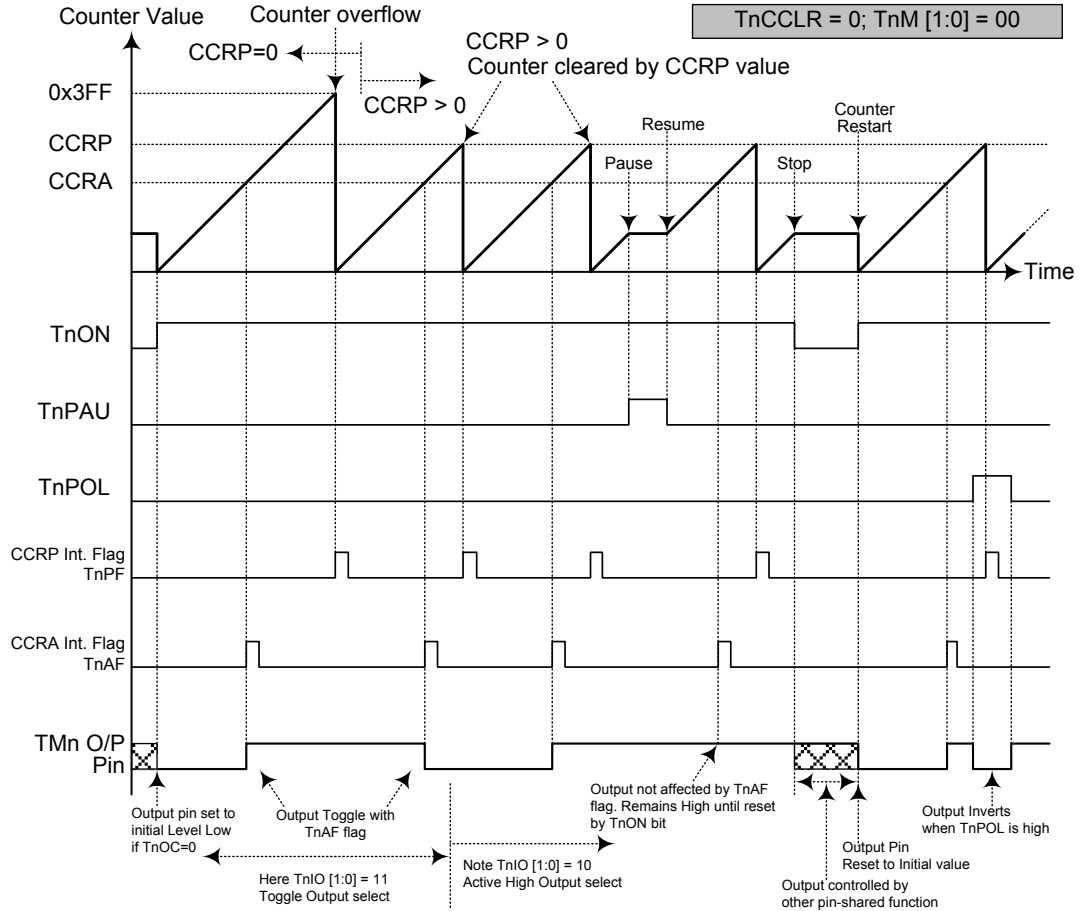 Counter Value
Counter overflow
TnCCLR = 0; TnM [1:0] = 00
CCRP=0
CCRP > 0
CCRP > 0
Counter cleared by CCRP value
0x3FF
CCRP
CCRA
Pause
Resume
Stop
Counter
Restart
Time
TnON
TnPAU
TnPOL
CCRP Int. Flag
TnPF
CCRA Int. Flag
TnAF
TMn O/P
Pin
Output pin set to
initial Level Low
if TnOC=0
Output Toggle with
TnAF flag
Here TnIO [1:0] = 11
Toggle Output select
Note TnIO [1:0] = 10
Active High Output select
Output not affected by TnAF
flag. Remains High until reset
by TnON bit
Output controlled by
other pin-shared function
Output Pin
Reset to Initial value
Output Inverts
when TnPOL is high